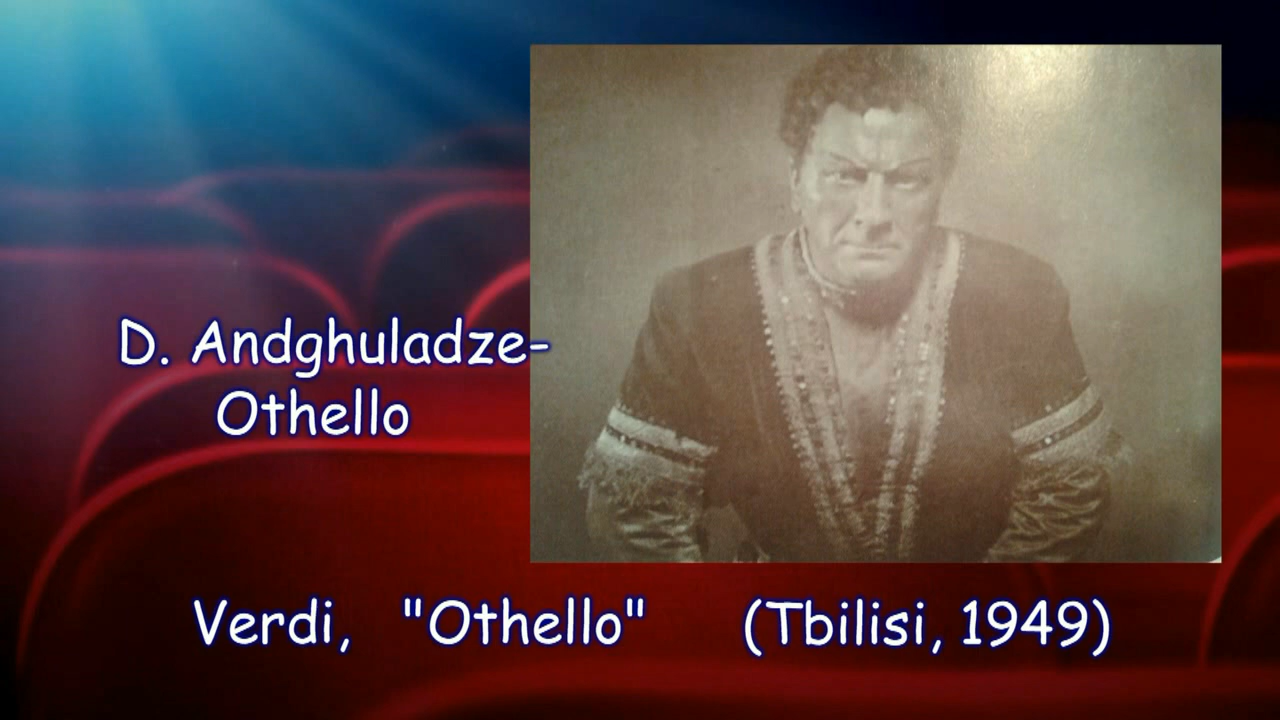 D. Andghuladze-
Othello
Verdi, "Othello" (Tbilisi, 1949)